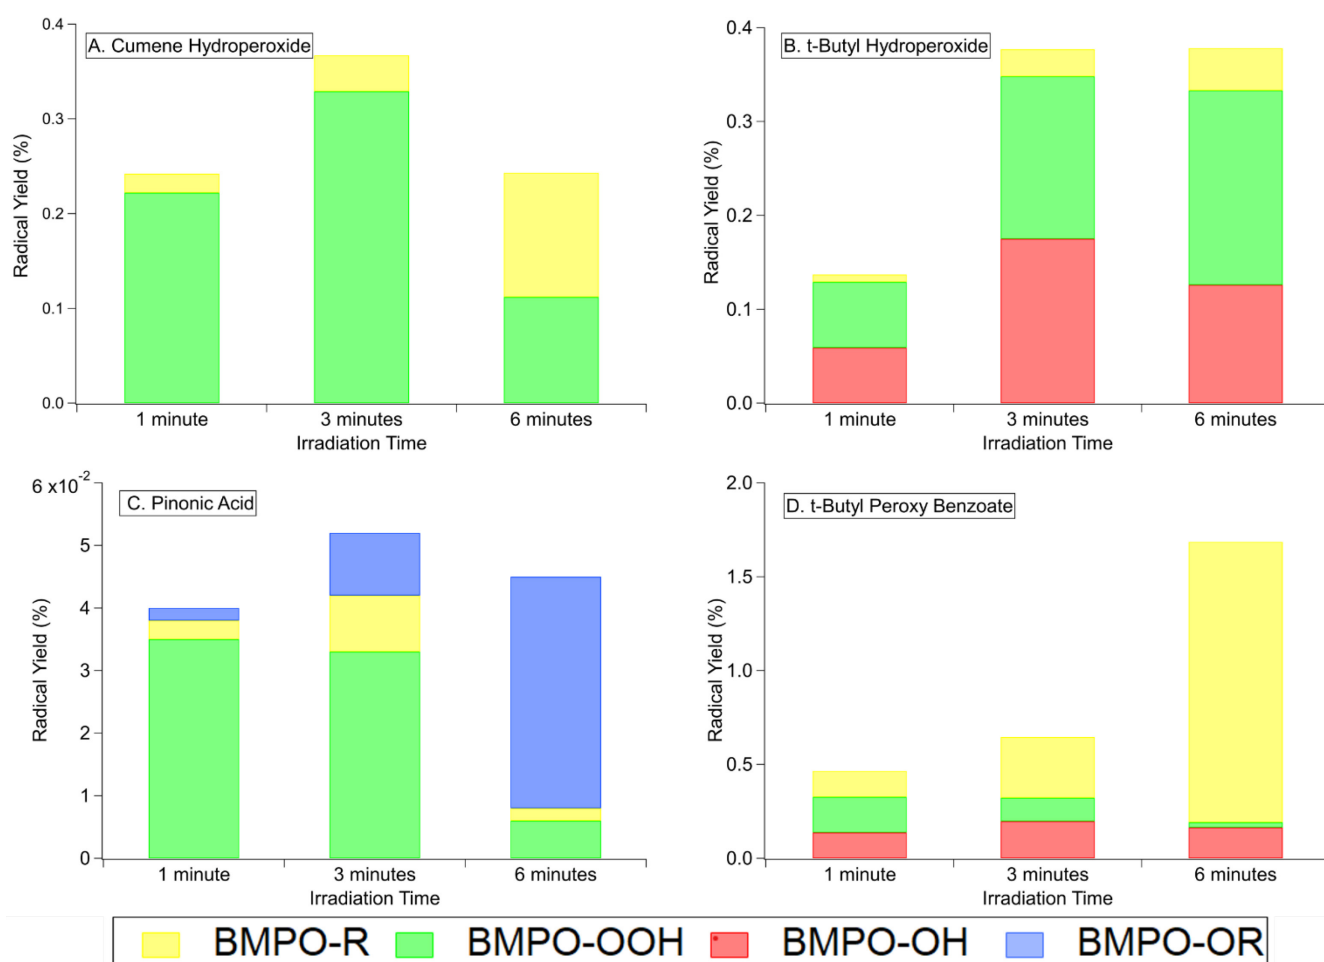 A. Cumene Hydroperoxide
0.4
0.3
0.2
0.1
0.0
Radical Yield (%)
1 minute 3 minutes 6 minutes
Irradiation Time
B. t-Butyl Hydroperoxide
0.4
0.3
0.2
0.1
0.0
Radical Yield (%)
1 minute 3 minutes 6 minutes
Irradiation Time
C. Pinonic Acid
6 x10⁻²
5
4
3
2
1
0
Radical Yield (%)
1 minute 3 minutes 6 minutes
Irradiation Time
D. t-Butyl Peroxy Benzoate
2.0
1.5
1.0
0.5
0.0
Radical Yield (%)
1 minute 3 minutes 6 minutes
Irradiation Time
BMPO-R BMPO-OOH BMPO-OH BMPO-OR